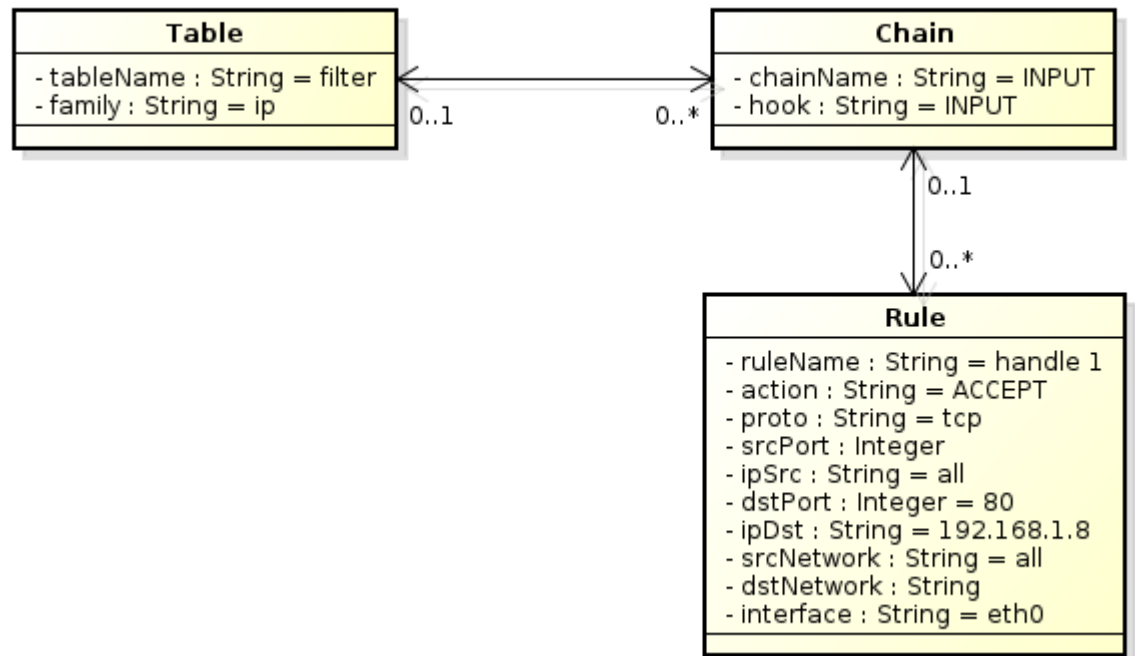 Table
- tableName : String = filter
- family : String = ip
0..1
0..*
Chain
- chainName : String = INPUT
- hook : String = INPUT
0..1
0..*
Rule
- ruleName : String = handle 1
- action : String = ACCEPT
- proto : String = tcp
- srcPort : Integer
- ipSrc : String = all
- dstPort : Integer = 80
- ipDst : String = 192.168.1.8
- srcNetwork : String = all
- dstNetwork : String
- interface : String = eth0